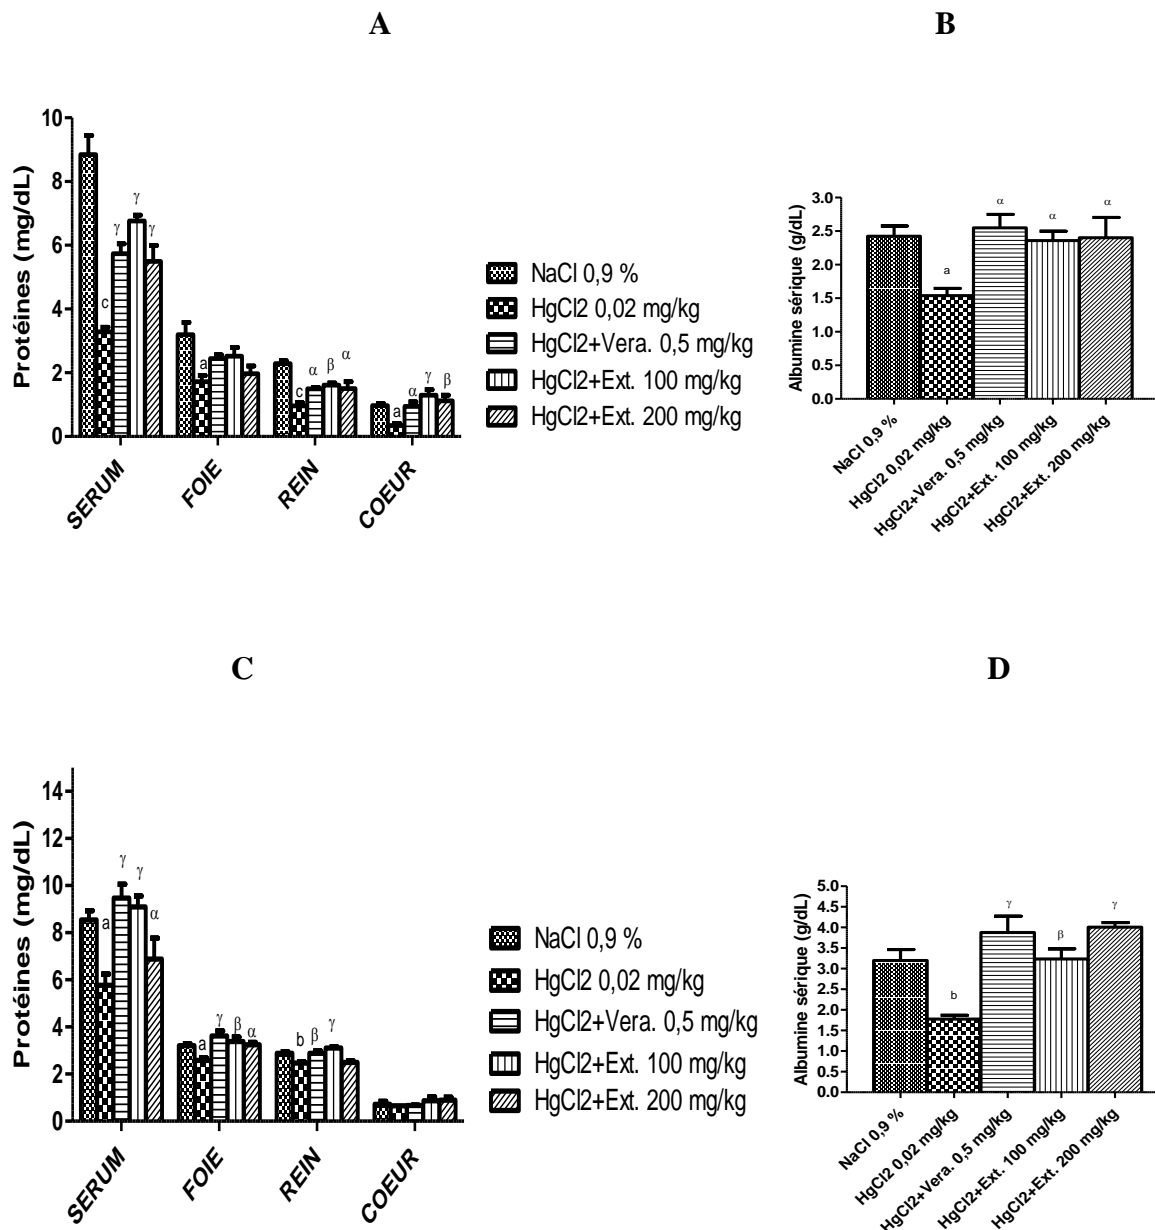 A
B
Protéines (mg/dL)
10
8
6
4
2
0
c
γ
γ
γ
a
c
α
β
α
a
α
γ
β
SERUM
FOIE
REIN
COEUR
NaCl 0,9 %
HgCl2 0,02 mg/kg
HgCl2+Vera. 0,5 mg/kg
HgCl2+Ext. 100 mg/kg
HgCl2+Ext. 200 mg/kg
Albumine sérique (g/dL)
3.0
2.5
2.0
1.5
1.0
0.5
0.0
a
α
α
α
NaCl 0,9 %
HgCl2 0,02 mg/kg
HgCl2+Vera. 0,5 mg/kg
HgCl2+Ext. 100 mg/kg
HgCl2+Ext. 200 mg/kg
C
D
Protéines (mg/dL)
14
12
10
8
6
4
2
0
a
γ
γ
α
a
γ
β
α
b
β
γ
SERUM
FOIE
REIN
COEUR
NaCl 0,9 %
HgCl2 0,02 mg/kg
HgCl2+Vera. 0,5 mg/kg
HgCl2+Ext. 100 mg/kg
HgCl2+Ext. 200 mg/kg
Albumine sérique (g/dL)
5.0
4.5
4.0
3.5
3.0
2.5
2.0
1.5
1.0
0.5
0.0
b
γ
β
γ
NaCl 0,9 %
HgCl2 0,02 mg/kg
HgCl2+Vera. 0,5 mg/kg
HgCl2+Ext. 100 mg/kg
HgCl2+Ext. 200 mg/kg